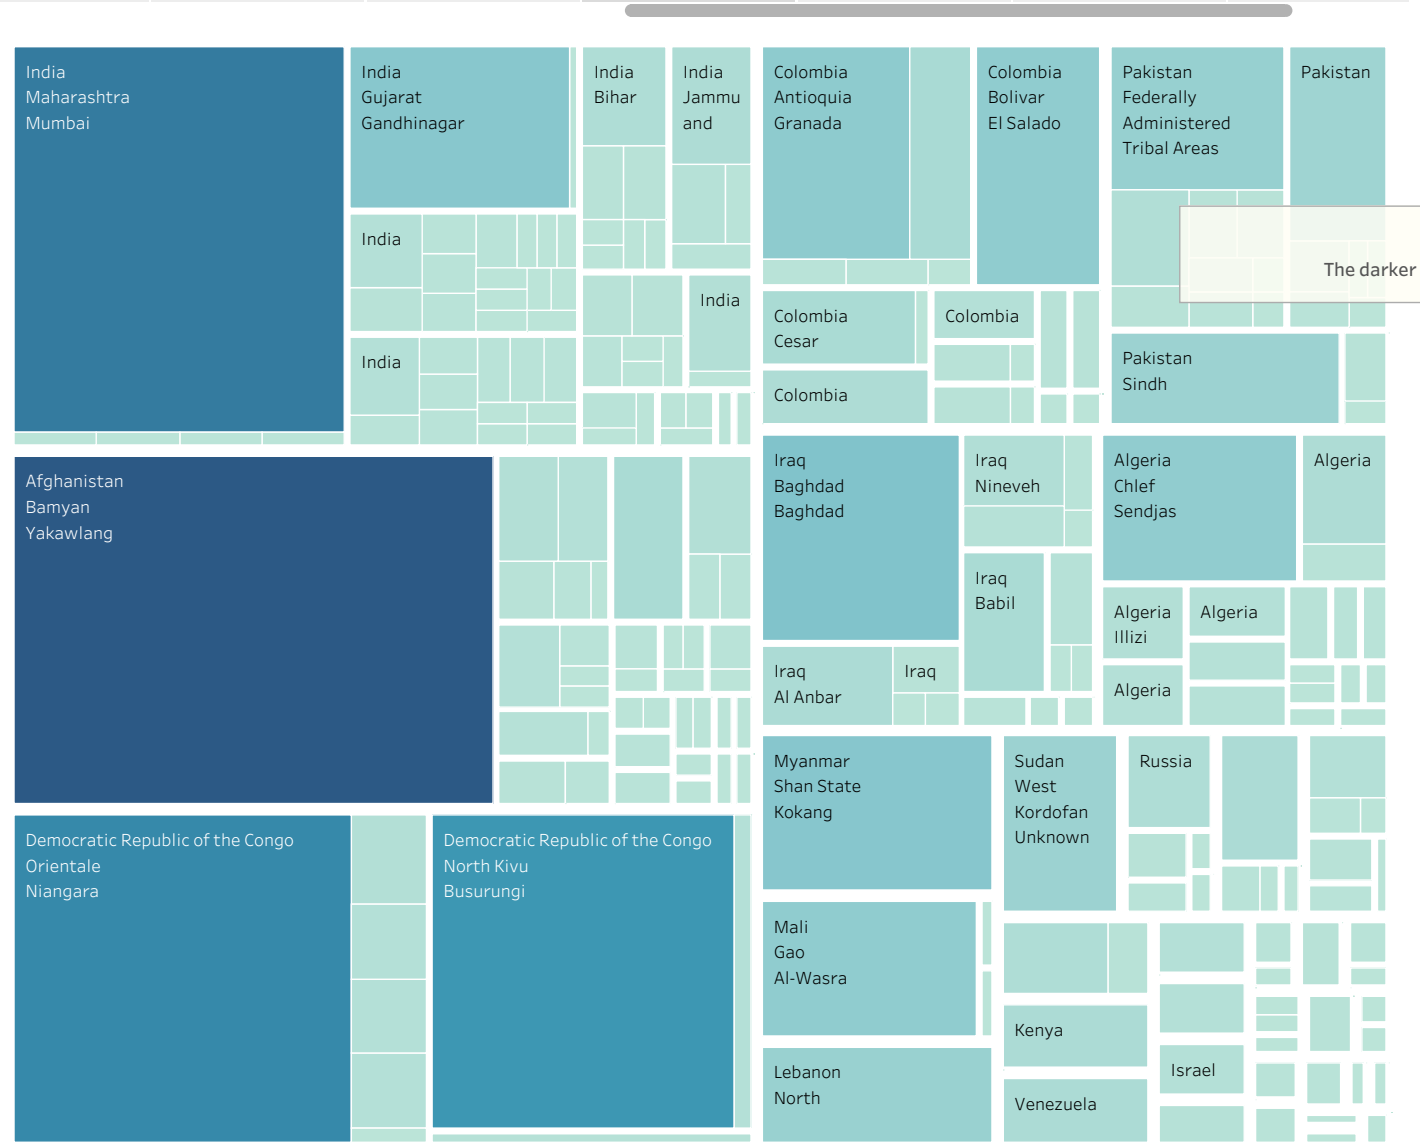 India
Maharashtra
Mumbai
India
Gujarat
Gandhinagar
India
Bihar
India
Jammu
and
India
India
India
Colombia
Antioquia
Granada
Colombia
Bolivar
El Salado
Pakistan
Federally
Administered
Tribal Areas
Pakistan
The darker
Colombia
Cesar
Colombia
Colombia
Pakistan
Sindh
Afghanistan
Bamyan
Yakawlang
Iraq
Baghdad
Baghdad
Iraq
Nineveh
Iraq
Babil
Iraq
Al Anbar
Iraq
Algeria
Chlef
Sendjas
Algeria
Algeria
Illizi
Algeria
Algeria
Democratic Republic of the Congo
Orientale
Niangara
Democratic Republic of the Congo
North Kivu
Busurungi
Myanmar
Shan State
Kokang
Sudan
West
Kordofan
Unknown
Russia
Mali
Gao
Al-Wasra
Kenya
Israel
Lebanon
North
Venezuela